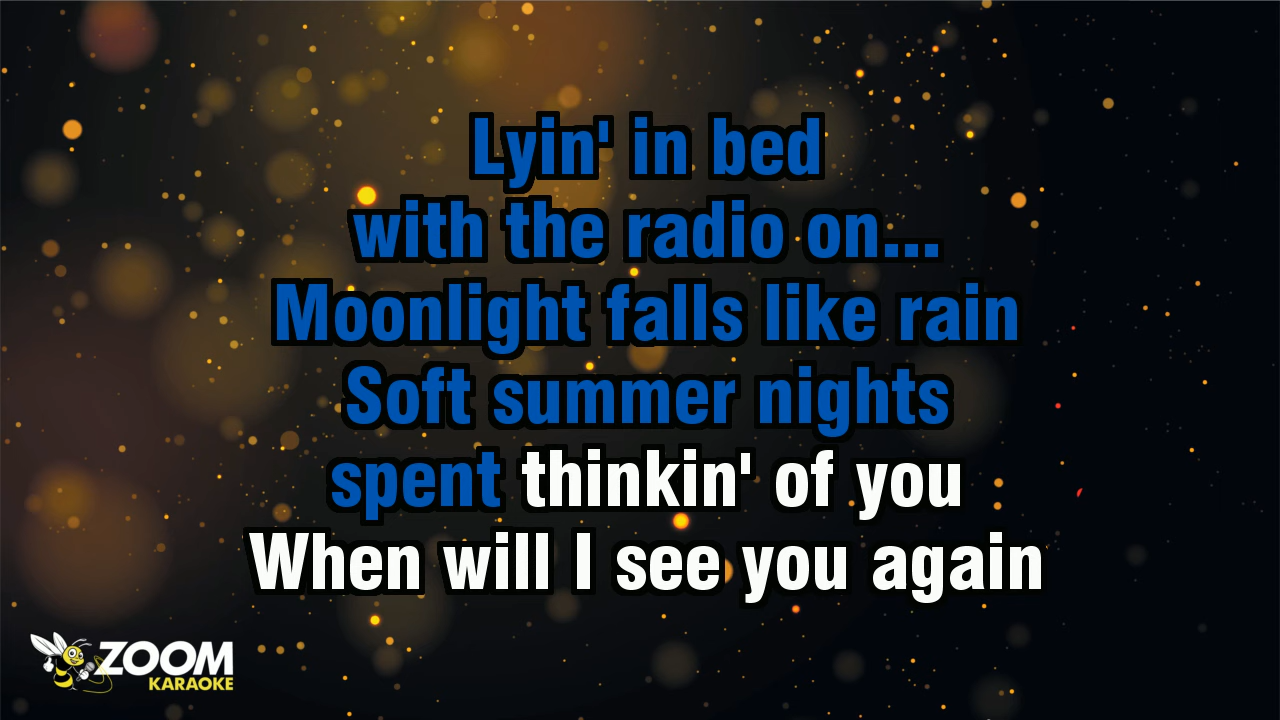 Lyin' in bed
with the radio on...
Moonlight falls like rain
Soft summer nights
spent thinkin' of you
When will I see you again
ZOOM
KARAOKE